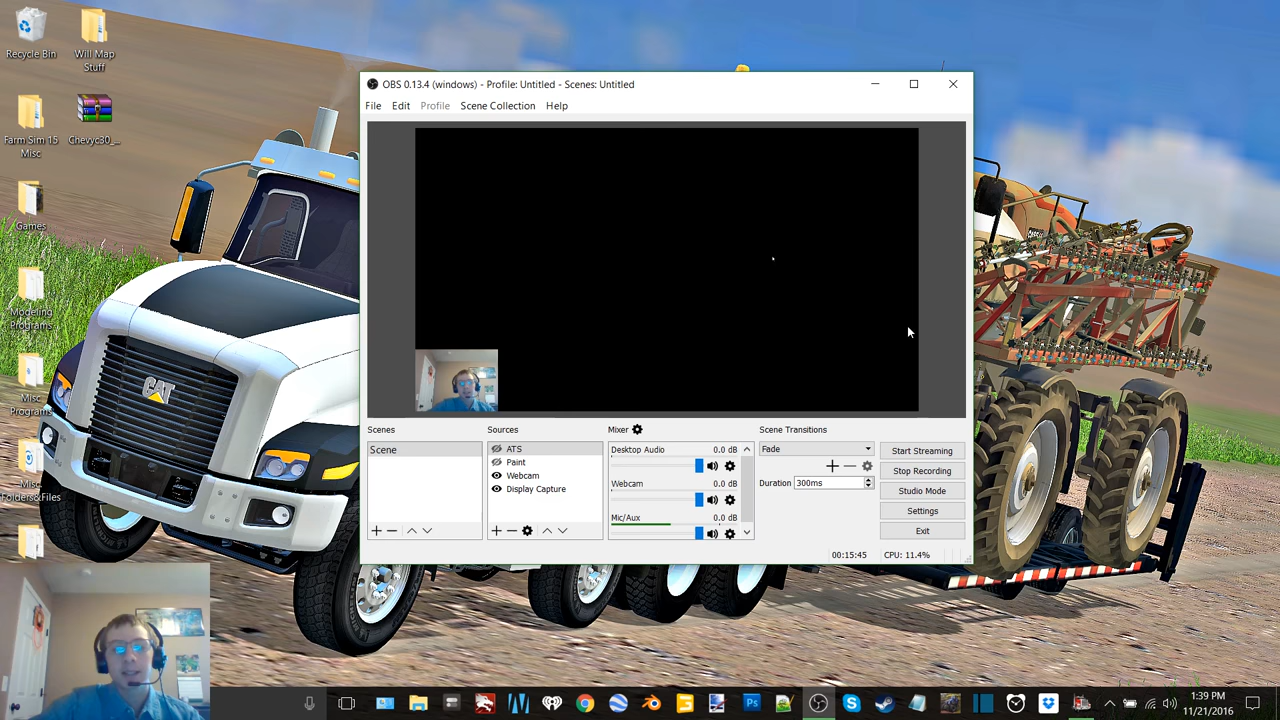 Recycle Bin
Will Map
Stuff
Farm Sim 15
Misc
Chevyc30_...
Games
Modeling
Programs
Misc
Programs
Misc
Folders&Files
CAT
OBS 0.13.4 (windows) - Profile: Untitled - Scenes: Untitled
File Edit Profile Scene Collection Help
Scenes
Scene
Sources
ATS
Paint
Webcam
Display Capture
Mixer
Desktop Audio 0.0 dB
Webcam 0.0 dB
Mic/Aux 0.0 dB
Scene Transitions
Fade
Duration 300ms
Start Streaming
Stop Recording
Studio Mode
Settings
Exit
00:15:45 CPU: 11.4%
1:39 PM
11/21/2016